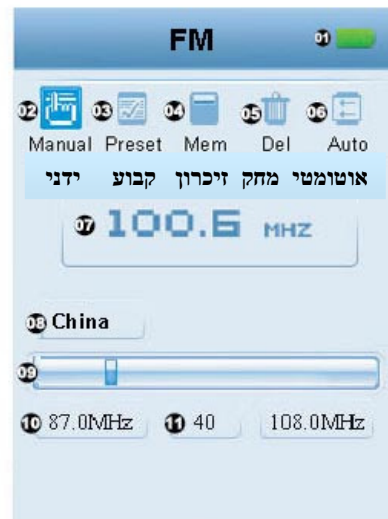 FM 01
02 03 04 05 06
Manual Preset Mem Del Auto
ידני קבוע זיכרון מחק אוטומטי
07 100.6 MHZ
08 China
09
10 87.0MHz 11 40 108.0MHz